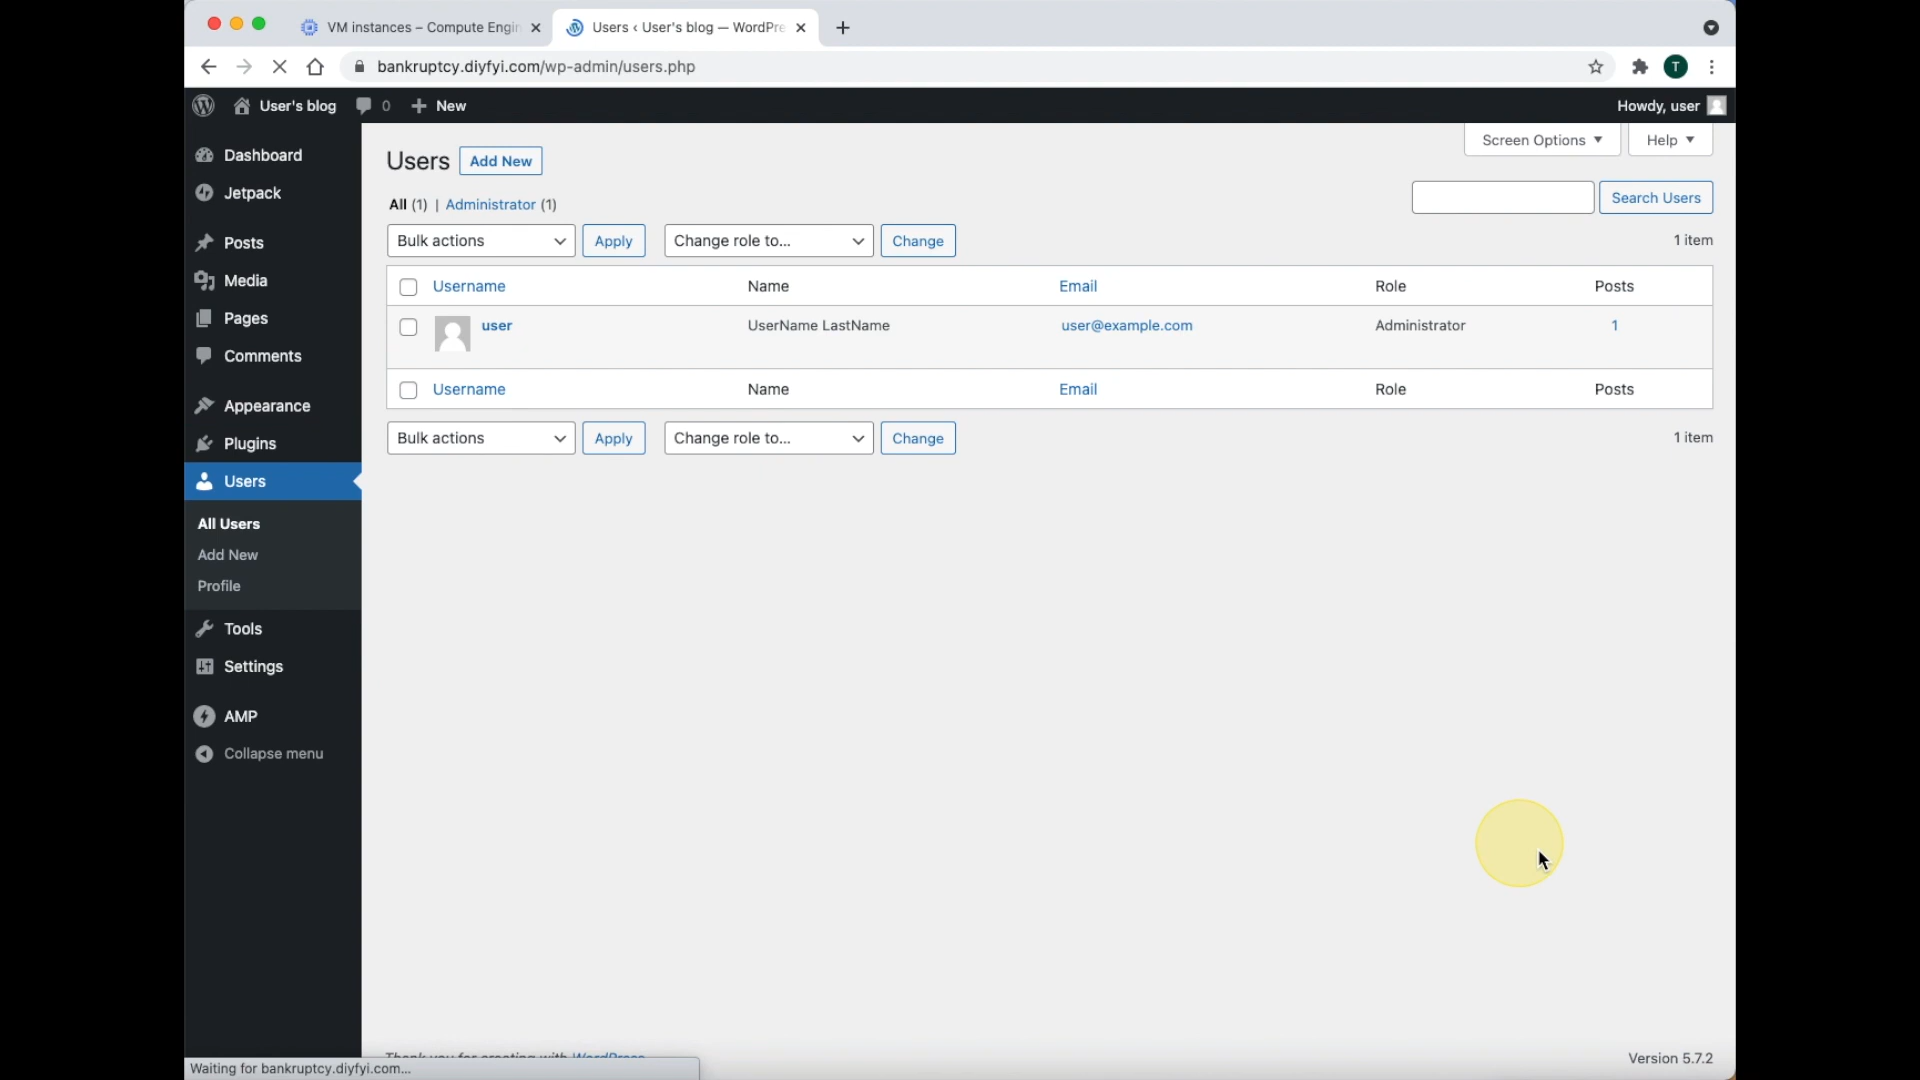 VM instances – Compute Engin
Users ‹ User's blog — WordPre
bankruptcy.diyfyi.com/wp-admin/users.php
T
User's blog
0
New
Howdy, user
Dashboard
Jetpack
Posts
Media
Pages
Comments
Appearance
Plugins
Users
All Users
Add New
Profile
Tools
Settings
AMP
Collapse menu
Screen Options
Help
Users
Add New
All (1) | Administrator (1)
Search Users
Bulk actions
Apply
Change role to...
Change
1 item
Username
Name
Email
Role
Posts
user
UserName LastName
user@example.com
Administrator
1
Username
Name
Email
Role
Posts
Bulk actions
Apply
Change role to...
Change
1 item
Thank you for creating with WordPress
Version 5.7.2
Waiting for bankruptcy.diyfyi.com...